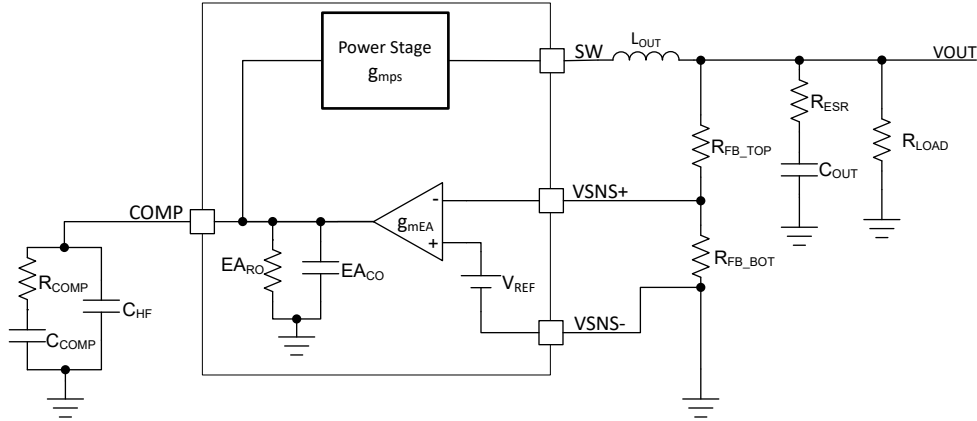 Power Stage
gmps
SW
LOUT
VOUT
RESR
RFB_TOP
COUT
RLOAD
COMP
VSNS+
-
gmEA
+
RFB_BOT
EARO
EACO
VREF
RCOMP
CHF
CCOMP
VSNS-